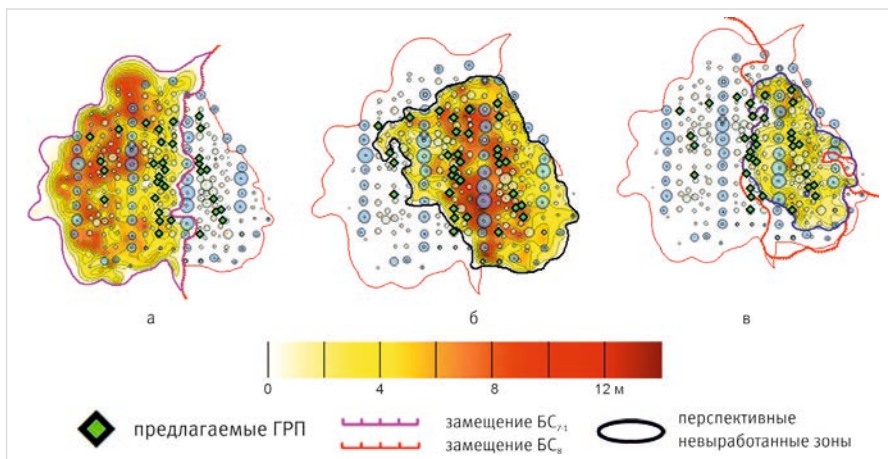 а
б
в
0 4 8 12 м
предлагаемые ГРП
замещение БС₇₋₁
замещение БС₈
перспективные
невыработанные зоны